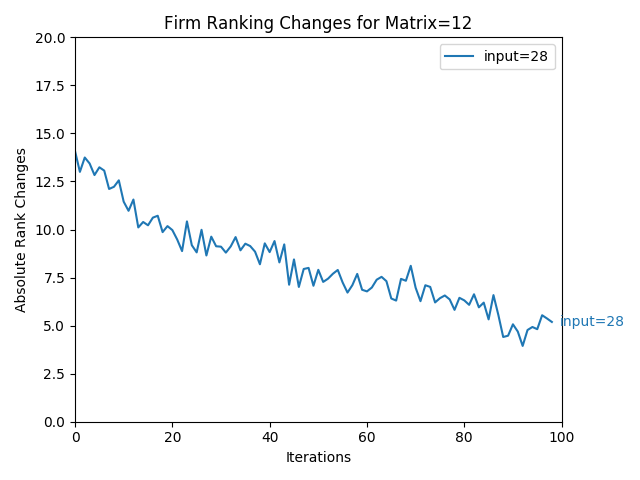 Firm Ranking Changes for Matrix=12
20.0
17.5
15.0
12.5
10.0
7.5
5.0
2.5
0.0
Absolute Rank Changes
input=28
input=28
0 20 40 60 80 100
Iterations